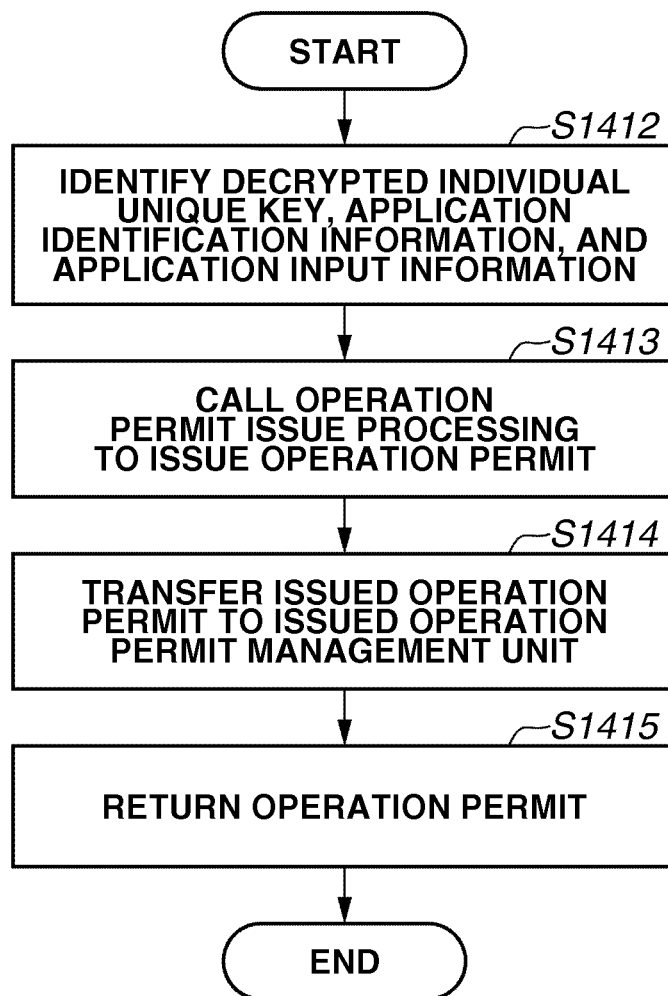 START
S1412
IDENTIFY DECRYPTED INDIVIDUAL
UNIQUE KEY, APPLICATION
IDENTIFICATION INFORMATION, AND
APPLICATION INPUT INFORMATION
S1413
CALL OPERATION
PERMIT ISSUE PROCESSING
TO ISSUE OPERATION PERMIT
S1414
TRANSFER ISSUED OPERATION
PERMIT TO ISSUED OPERATION
PERMIT MANAGEMENT UNIT
S1415
RETURN OPERATION PERMIT
END